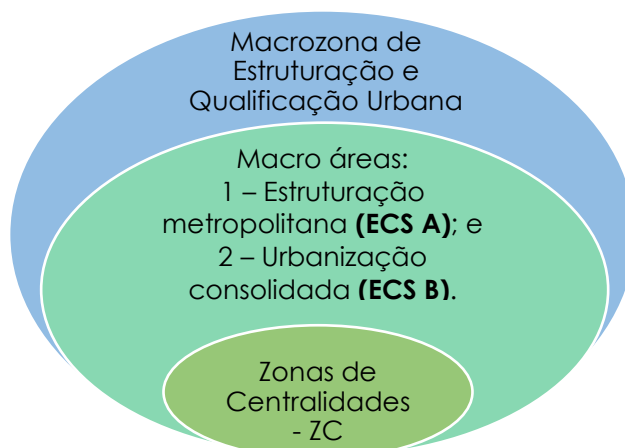 Macrozona de
Estruturação e
Qualificação Urbana
Macro áreas:
1 – Estruturação
metropolitana (ECS A); e
2 – Urbanização
consolidada (ECS B).
Zonas de
Centralidades
- ZC